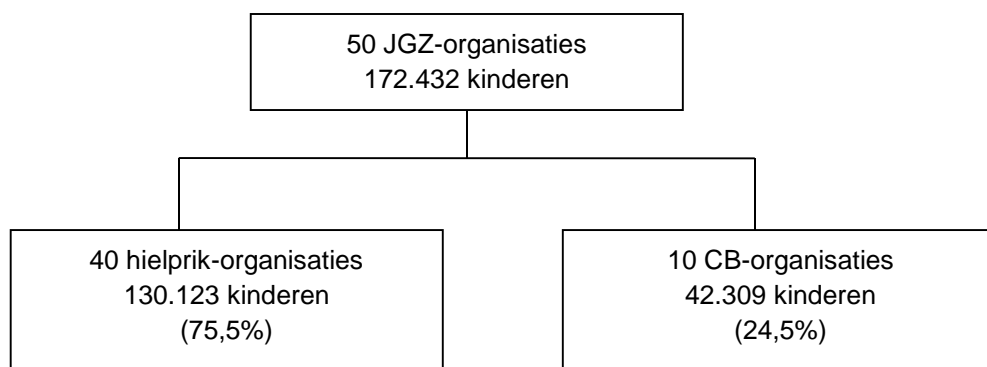 50 JGZ-organisaties
172.432 kinderen
40 hielprik-organisaties
130.123 kinderen
(75,5%)
10 CB-organisaties
42.309 kinderen
(24,5%)